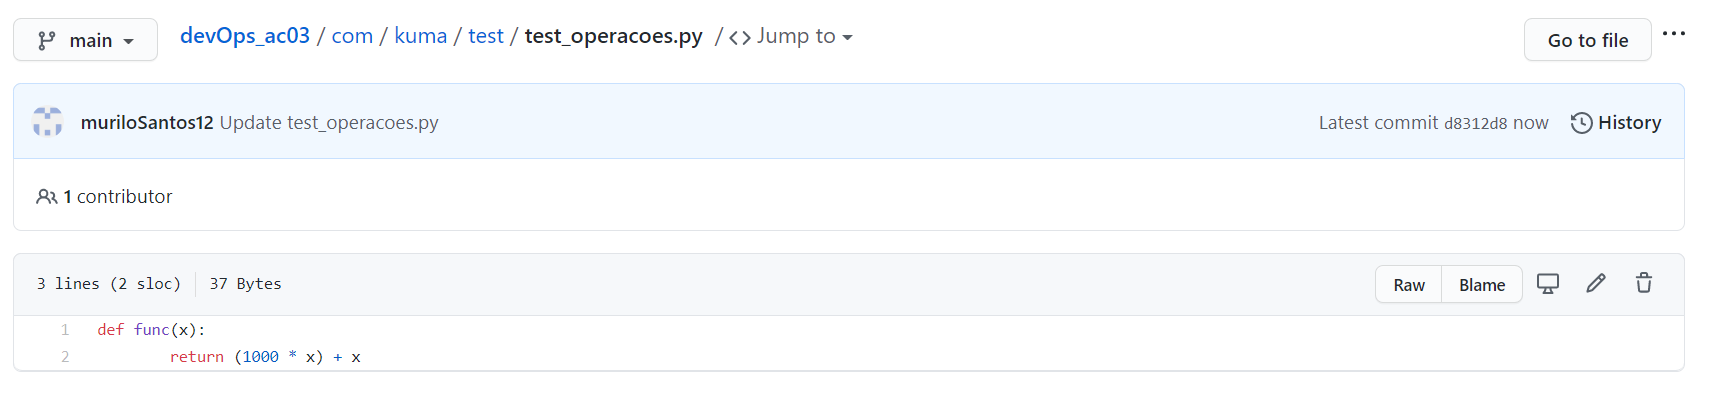 main devOps_ac03 / com / kuma / test / test_operacoes.py / <> Jump to Go to file ...
muriloSantos12 Update test_operacoes.py Latest commit d8312d8 now History
1 contributor
3 lines (2 sloc) 37 Bytes Raw Blame
1 def func(x):
2 return (1000 * x) + x